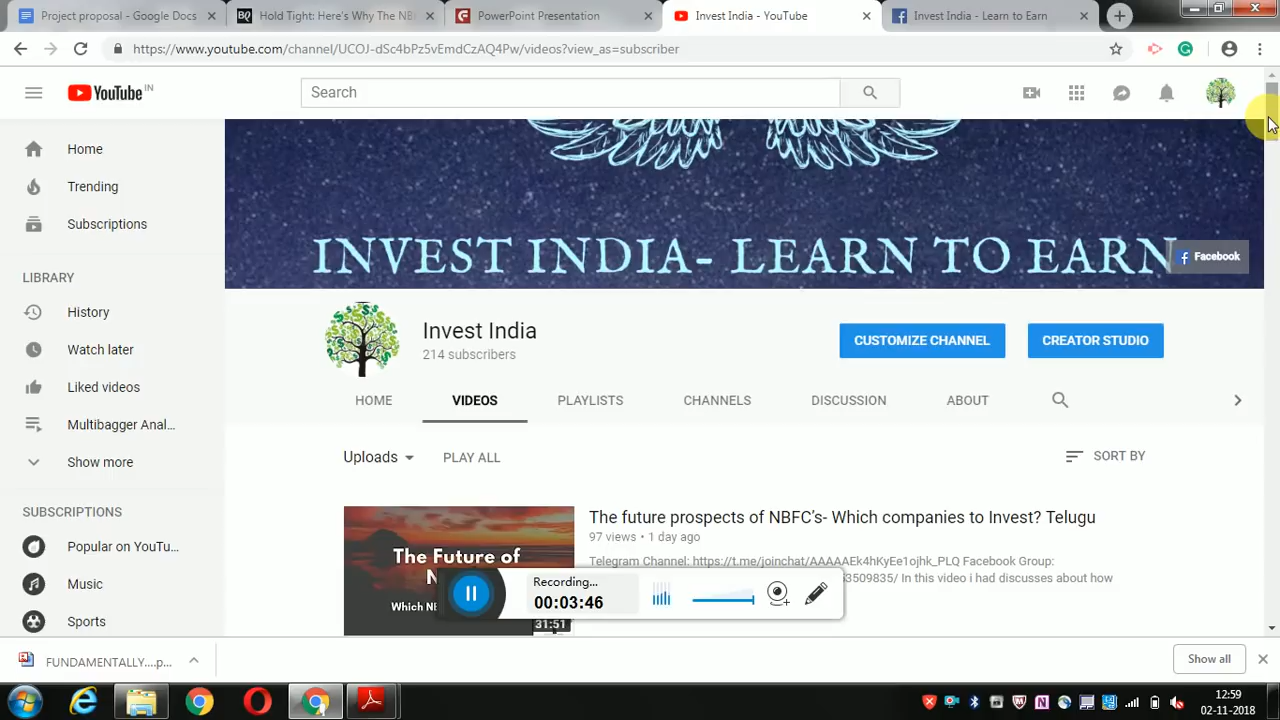 Project proposal - Google Docs
Hold Tight: Here's Why The NB
PowerPoint Presentation
Invest India - YouTube
Invest India - Learn to Earn
https://www.youtube.com/channel/UCOJ-dSc4bPz5vEmdCzAQ4Pw/videos?view_as=subscriber
YouTube IN
Search
Home
Trending
Subscriptions
LIBRARY
History
Watch later
Liked videos
Multibagger Anal...
Show more
SUBSCRIPTIONS
Popular on YouTu...
Music
Sports
INVEST INDIA- LEARN TO EARN
Facebook
Invest India
214 subscribers
CUSTOMIZE CHANNEL
CREATOR STUDIO
HOME
VIDEOS
PLAYLISTS
CHANNELS
DISCUSSION
ABOUT
Uploads
PLAY ALL
SORT BY
The Future of
Which
31:51
The future prospects of NBFC's- Which companies to Invest? Telugu
97 views • 1 day ago
Telegram Channel: https://t.me/joinchat/AAAAAEk4hKyEe1ojhk_PLQ Facebook Group:
3509835/ In this video i had discusses about how
Recording...
00:03:46
FUNDAMENTALLY....p...
Show all
12:59
02-11-2018